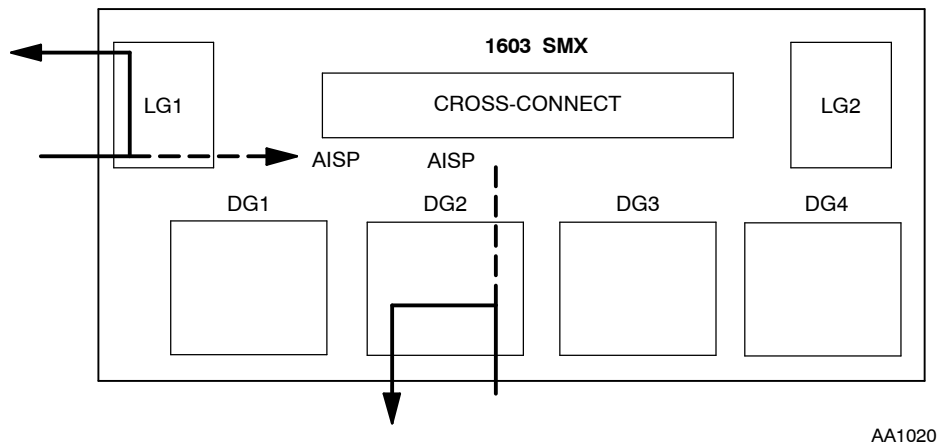 1603 SMX
CROSS-CONNECT
LG1
LG2
AISP
AISP
DG1
DG2
DG3
DG4
AA1020